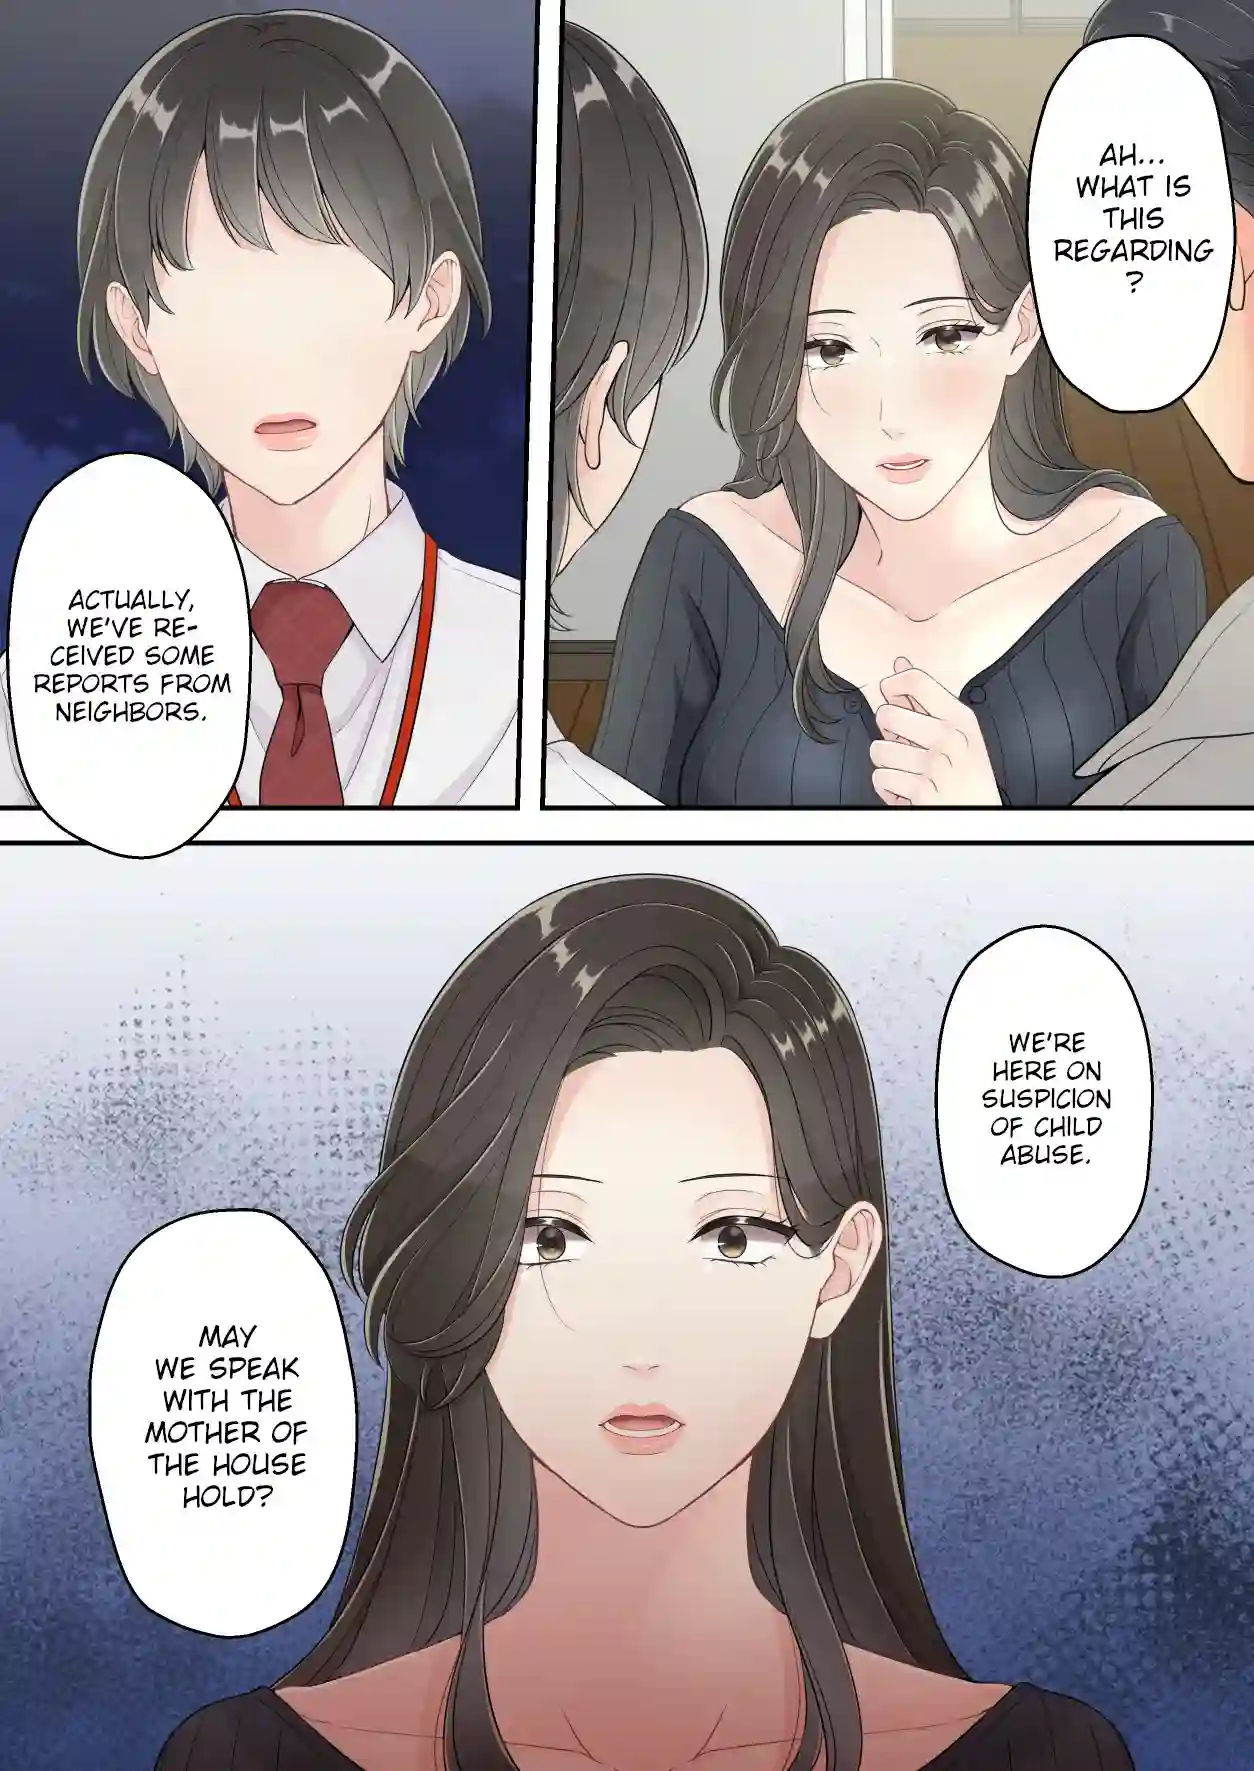 AH...
WHAT IS
THIS
REGARDING
?
ACTUALLY,
WE'VE RE-
CEIVED SOME
REPORTS FROM
NEIGHBORS.
WE'RE
HERE ON
SUSPICION
OF CHILD
ABUSE.
MAY
WE SPEAK
WITH THE
MOTHER OF
THE HOUSE
HOLD?